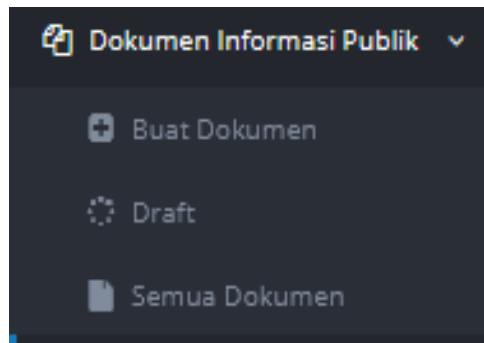 Dokumen Informasi Publik
Buat Dokumen
Draft
Semua Dokumen